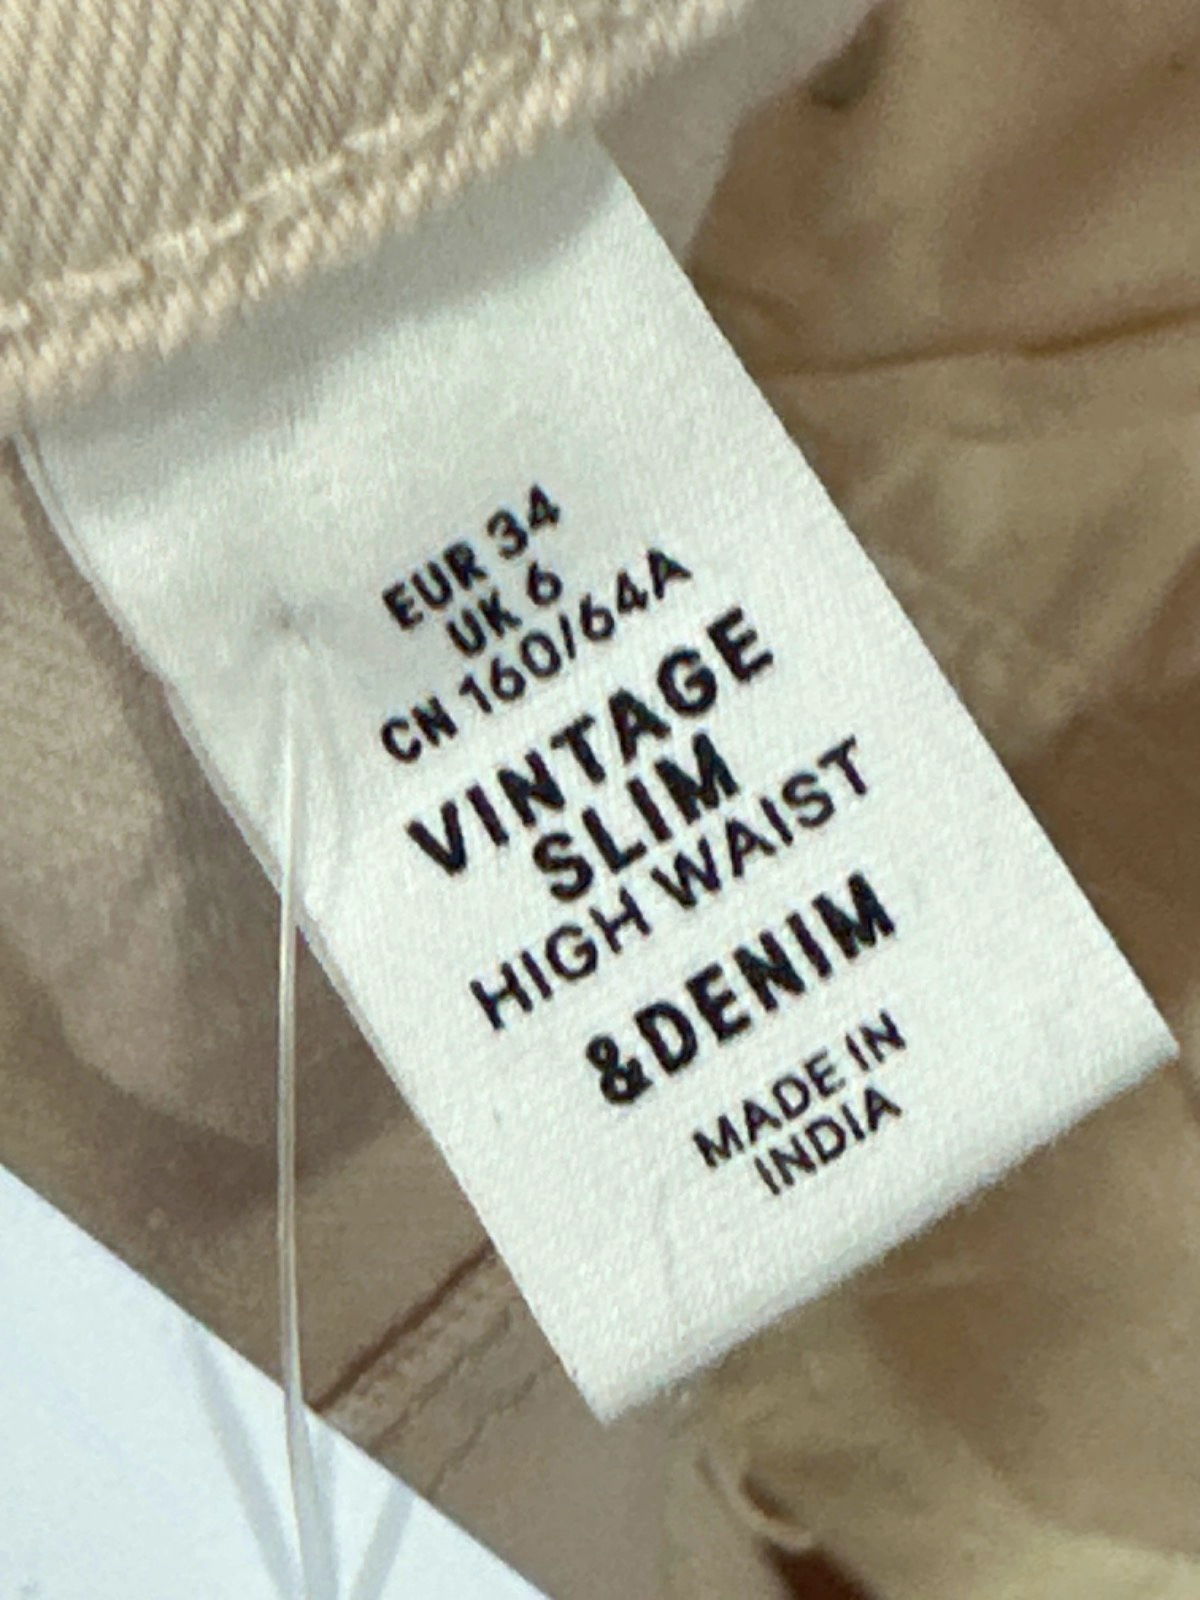 EUR 34
UK 6
CN 160/64A
VINTAGE
SLIM
HIGH WAIST
&DENIM
MADE IN
INDIA